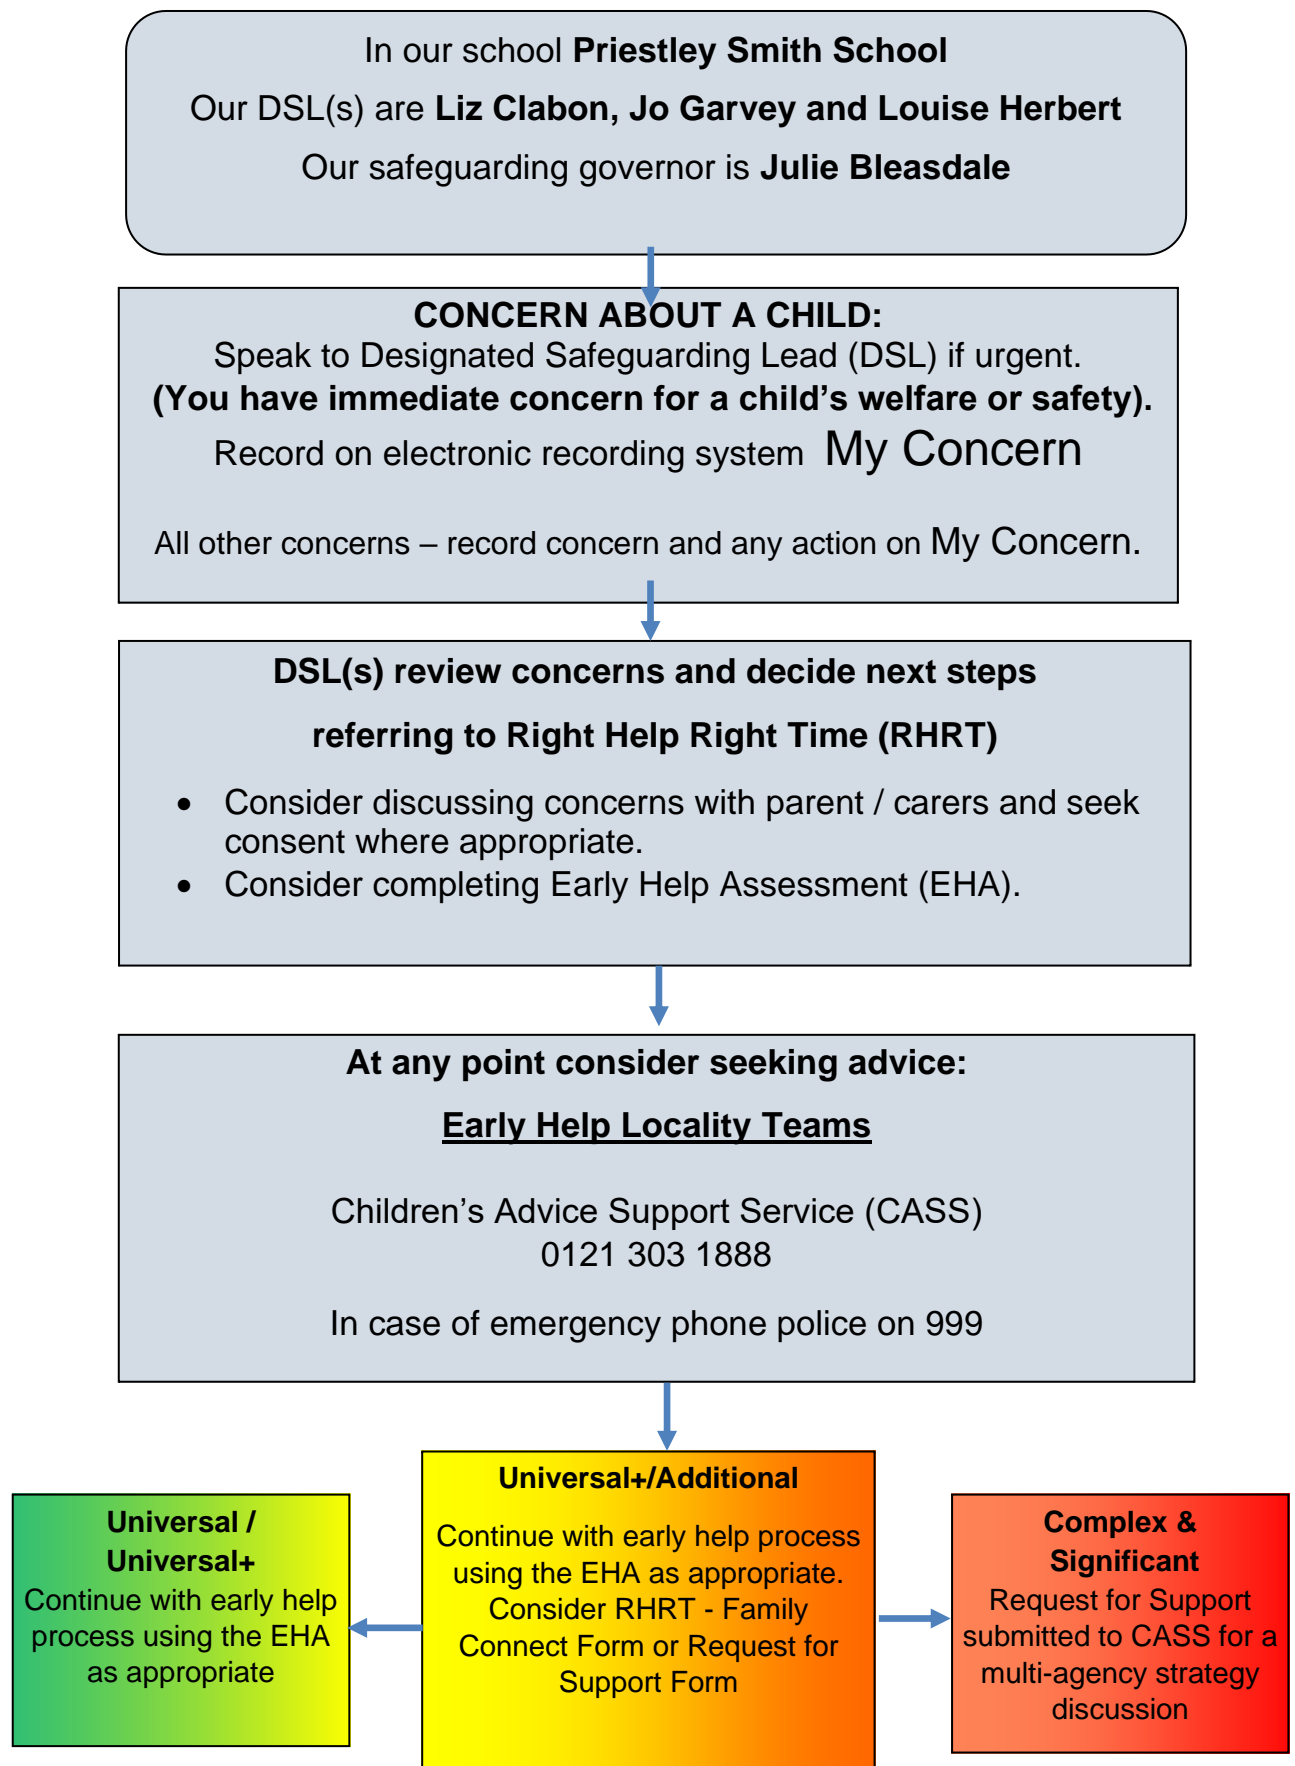 In our school Priestley Smith School
Our DSL(s) are Liz Clabon, Jo Garvey and Louise Herbert
Our safeguarding governor is Julie Bleasdale
CONCERN ABOUT A CHILD:
Speak to Designated Safeguarding Lead (DSL) if urgent.
(You have immediate concern for a child's welfare or safety).
Record on electronic recording system My Concern
All other concerns – record concern and any action on My Concern.
DSL(s) review concerns and decide next steps
referring to Right Help Right Time (RHRT)
• Consider discussing concerns with parent / carers and seek
consent where appropriate.
• Consider completing Early Help Assessment (EHA).
At any point consider seeking advice:
Early Help Locality Teams
Children's Advice Support Service (CASS)
0121 303 1888
In case of emergency phone police on 999
Universal /
Universal+
Continue with early help
process using the EHA
as appropriate
Universal+/Additional
Continue with early help process
using the EHA as appropriate.
Consider RHRT - Family
Connect Form or Request for
Support Form
Complex &
Significant
Request for Support
submitted to CASS for a
multi-agency strategy
discussion